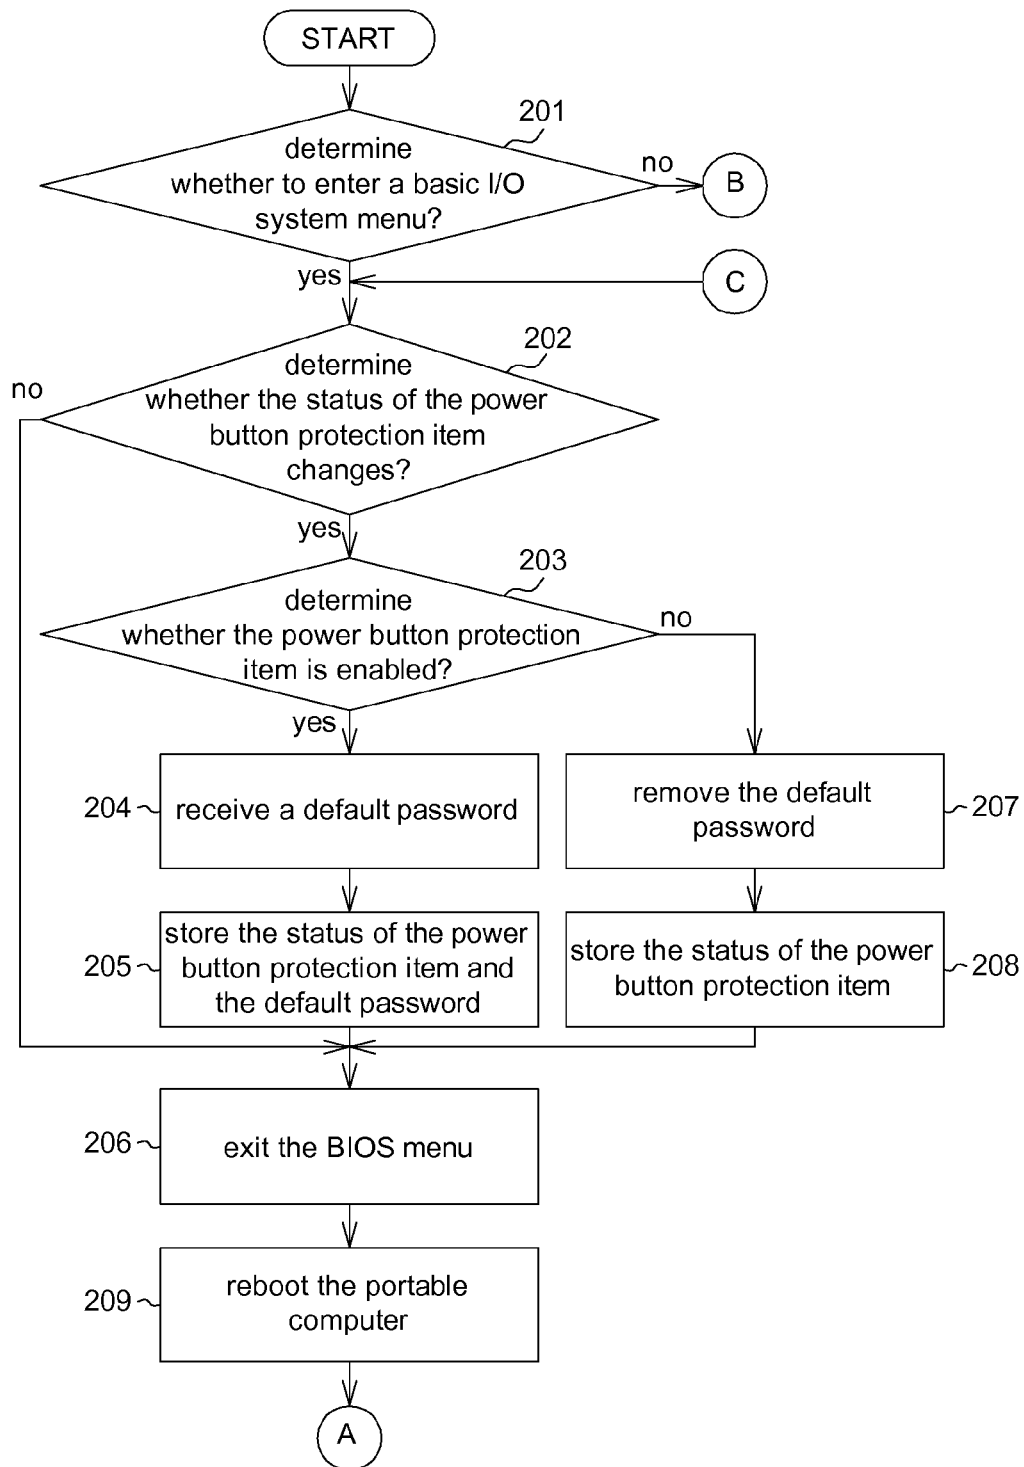 START
201
determine
whether to enter a basic I/O
system menu?
no
B
yes
C
202
determine
whether the status of the power
button protection item
changes?
no
yes
203
determine
whether the power button protection
item is enabled?
no
yes
204
receive a default password
remove the default
password
207
205
store the status of the power
button protection item and
the default password
store the status of the power
button protection item
208
206
exit the BIOS menu
209
reboot the portable
computer
A